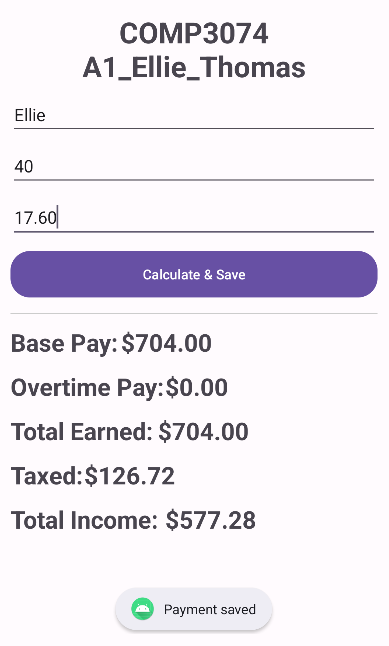 COMP3074
A1_Ellie_Thomas
Ellie
40
17.60
Calculate & Save
Base Pay: $704.00
Overtime Pay:$0.00
Total Earned: $704.00
Taxed:$126.72
Total Income: $577.28
Payment saved